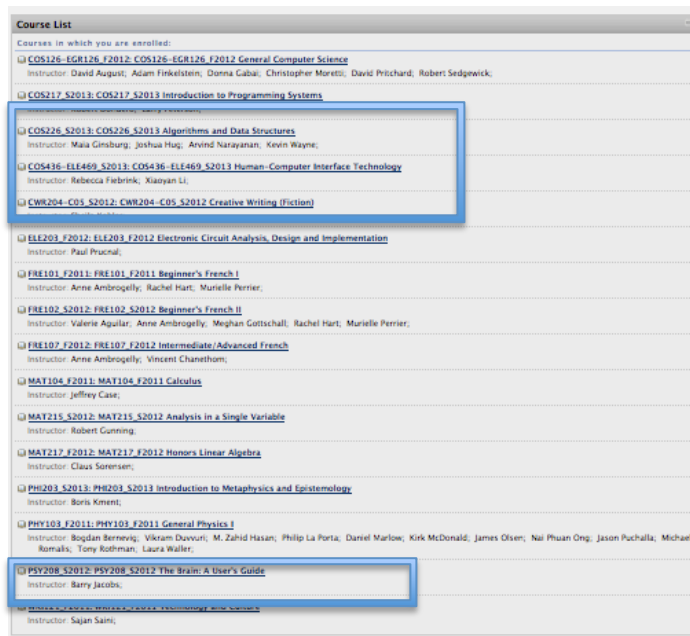 Course List
Courses in which you are enrolled:
COS126-EGR126_F2012: COS126-EGR126_F2012 General Computer Science
Instructor: David August; Adam Finkelstein; Donna Gabai; Christopher Moretti; David Pritchard; Robert Sedgewick;
COS217_S2013: COS217_S2013 Introduction to Programming Systems
COS226_S2013: COS226_S2013 Algorithms and Data Structures
Instructor: Maia Ginsburg; Joshua Hug; Arvind Narayanan; Kevin Wayne;
COS436-ELE469_S2013: COS436-ELE469_S2013 Human-Computer Interface Technology
Instructor: Rebecca Fiebrink; Xiaoyan Li;
CWR204-C05_S2012: CWR204-C05_S2012 Creative Writing (Fiction)
ELE203_F2012: ELE203_F2012 Electronic Circuit Analysis, Design and Implementation
Instructor: Paul Prucnal;
FRE101_F2011: FRE101_F2011 Beginner's French I
Instructor: Anne Ambrogelly; Rachel Hart; Murielle Perrier;
FRE102_S2012: FRE102_S2012 Beginner's French II
Instructor: Valerie Aguilar; Anne Ambrogelly; Meghan Gottschall; Rachel Hart; Murielle Perrier;
FRE107_F2012: FRE107_F2012 Intermediate/Advanced French
Instructor: Anne Ambrogelly; Vincent Chanethom;
MAT104_F2011: MAT104_F2011 Calculus
Instructor: Jeffrey Case;
MAT215_S2012: MAT215_S2012 Analysis in a Single Variable
Instructor: Robert Gunning;
MAT217_F2012: MAT217_F2012 Honors Linear Algebra
Instructor: Claus Sorensen;
PHI203_S2013: PHI203_S2013 Introduction to Metaphysics and Epistemology
Instructor: Boris Kment;
PHY103_F2011: PHY103_F2011 General Physics I
Instructor: Bogdan Bernevig; Vikram Duvvuri; M. Zahid Hasan; Philip La Porta; Daniel Marlow; Kirk McDonald; James Olsen; Nai Phuan Ong; Jason Puchalla; Michael
Romalis; Tony Rothman; Laura Waller;
PSY208_S2012: PSY208_S2012 The Brain: A User's Guide
Instructor: Barry Jacobs;
Instructor: Sajan Saini;